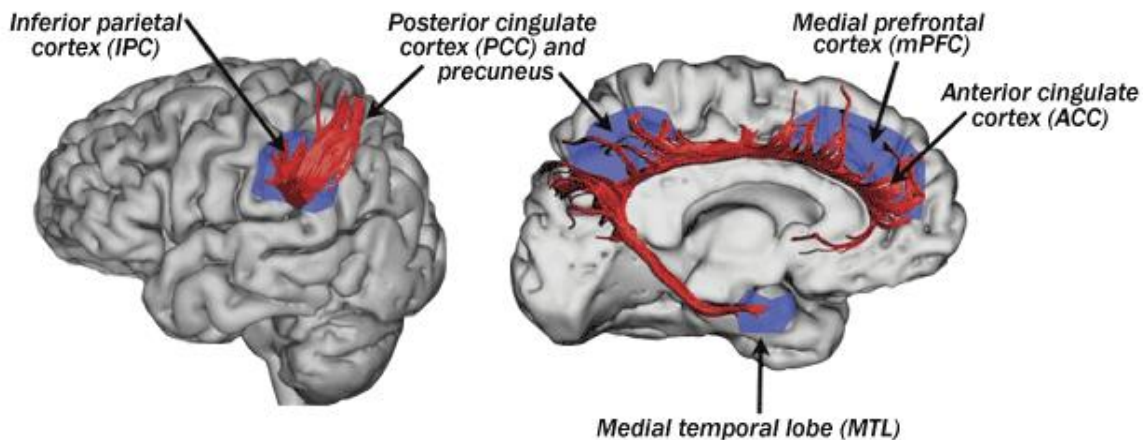 Inferior parietal
cortex (IPC)
Posterior cingulate
cortex (PCC) and
precuneus
Medial prefrontal
cortex (mPFC)
Anterior cingulate
cortex (ACC)
Medial temporal lobe (MTL)